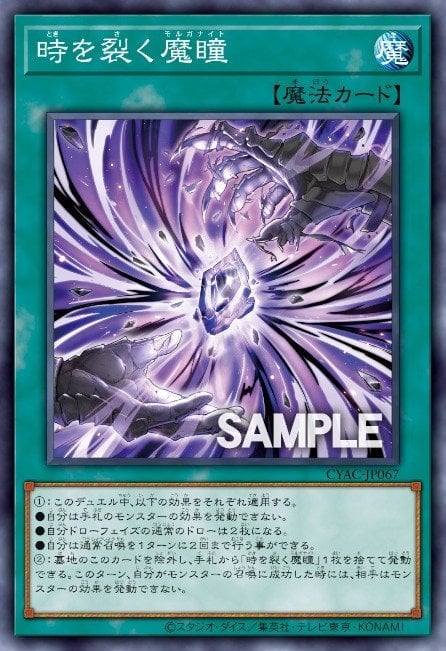 時を裂く魔瞳
とき さ モルガナイト
魔
【魔法カード】
まほう
SAMPLE
CYAC-JP067
①：このデュエル中、以下の効果をそれぞれ適用する。
●自分は手札のモンスターの効果を発動できない。
●自分ドローフェイズの通常のドローは２枚になる。
●自分は通常召喚を１ターンに２回まで行う事ができる。
②：墓地のこのカードを除外し、手札から「時を裂く魔瞳」１枚を捨てて発動
できる。このターン、自分がモンスターの召喚に成功した時には、相手はモンス
ターの効果を発動できない。
©スタジオ・ダイス／集英社・テレビ東京・KONAMI